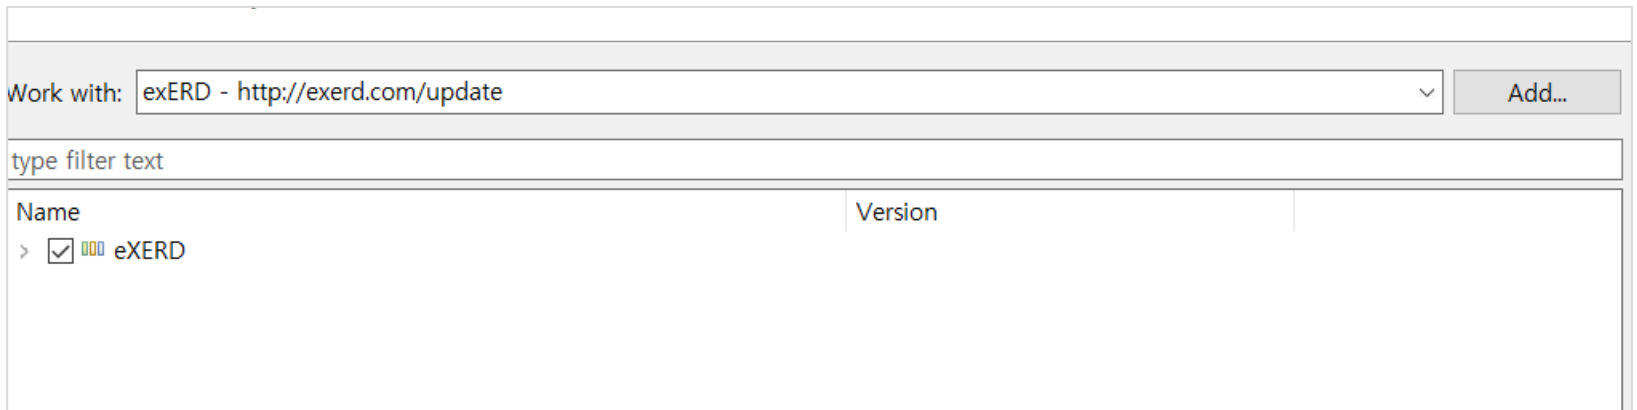 Work with: exERD - http://exerd.com/update Add...
type filter text
Name Version
eXERD